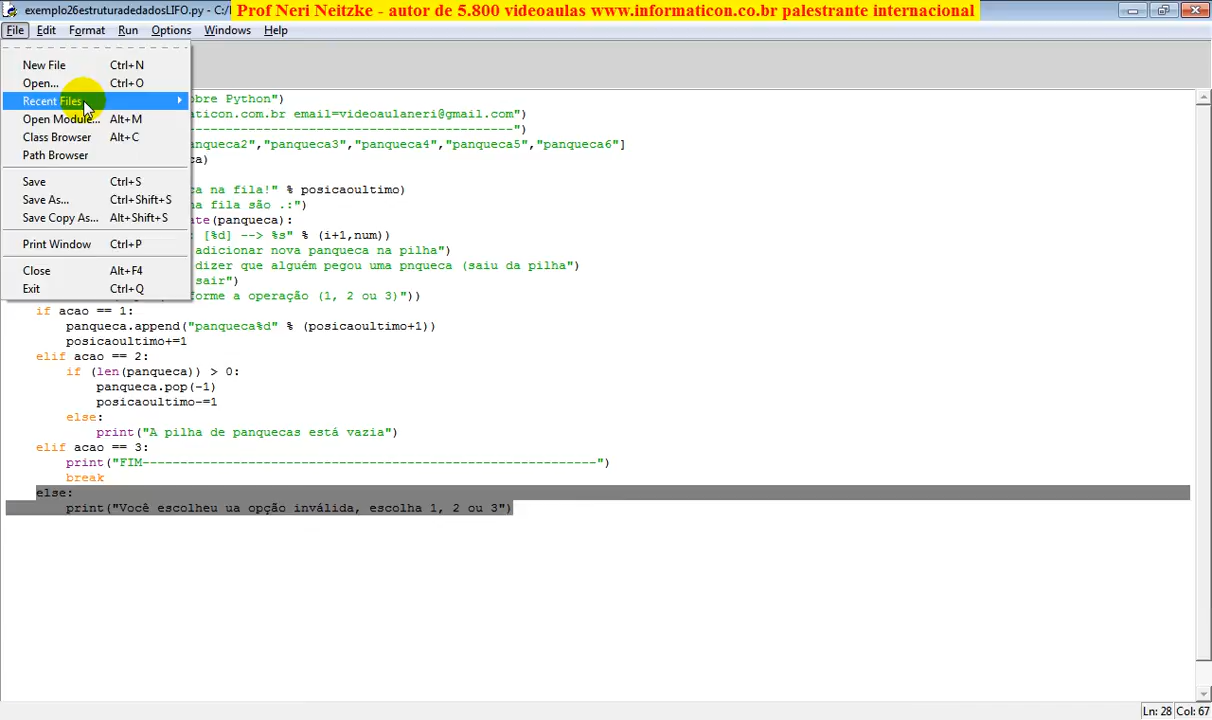 exemplo26estruturadedadosLIFO.py - C:/
Prof Neri Neitzke - autor de 5.800 videoaulas www.informaticon.com.br palestrante internacional
File Edit Format Run Options Windows Help
New File Ctrl+N
Open... Ctrl+O
Recent Files
Open Module... Alt+M
Class Browser Alt+C
Path Browser
Save Ctrl+S
Save As... Ctrl+Shift+S
Save Copy As... Alt+Shift+S
Print Window Ctrl+P
Close Alt+F4
Exit Ctrl+Q
obre Python")
aticon.com.br email=videoaulaneri@gmail.com")
-------------------------------------------")
anqueca2","panqueca3","panqueca4","panqueca5","panqueca6"]
ca)
ca na fila!" % posicaoultimo)
na fila são .:")
ate(panqueca):
: [%d] --> %s" % (i+1,num))
adicionar nova panqueca na pilha")
dizer que alguém pegou uma pnqueca (saiu da pilha")
sair")
forme a operação (1, 2 ou 3)"))
if acao == 1:
panqueca.append("panqueca%d" % (posicaoultimo+1))
posicaoultimo+=1
elif acao == 2:
if (len(panqueca)) > 0:
panqueca.pop(-1)
posicaoultimo-=1
else:
print("A pilha de panquecas está vazia")
elif acao == 3:
print("FIM------------------------------------------------------------")
break
else:
print("Você escolheu ua opção inválida, escolha 1, 2 ou 3")
Ln: 28 Col: 67